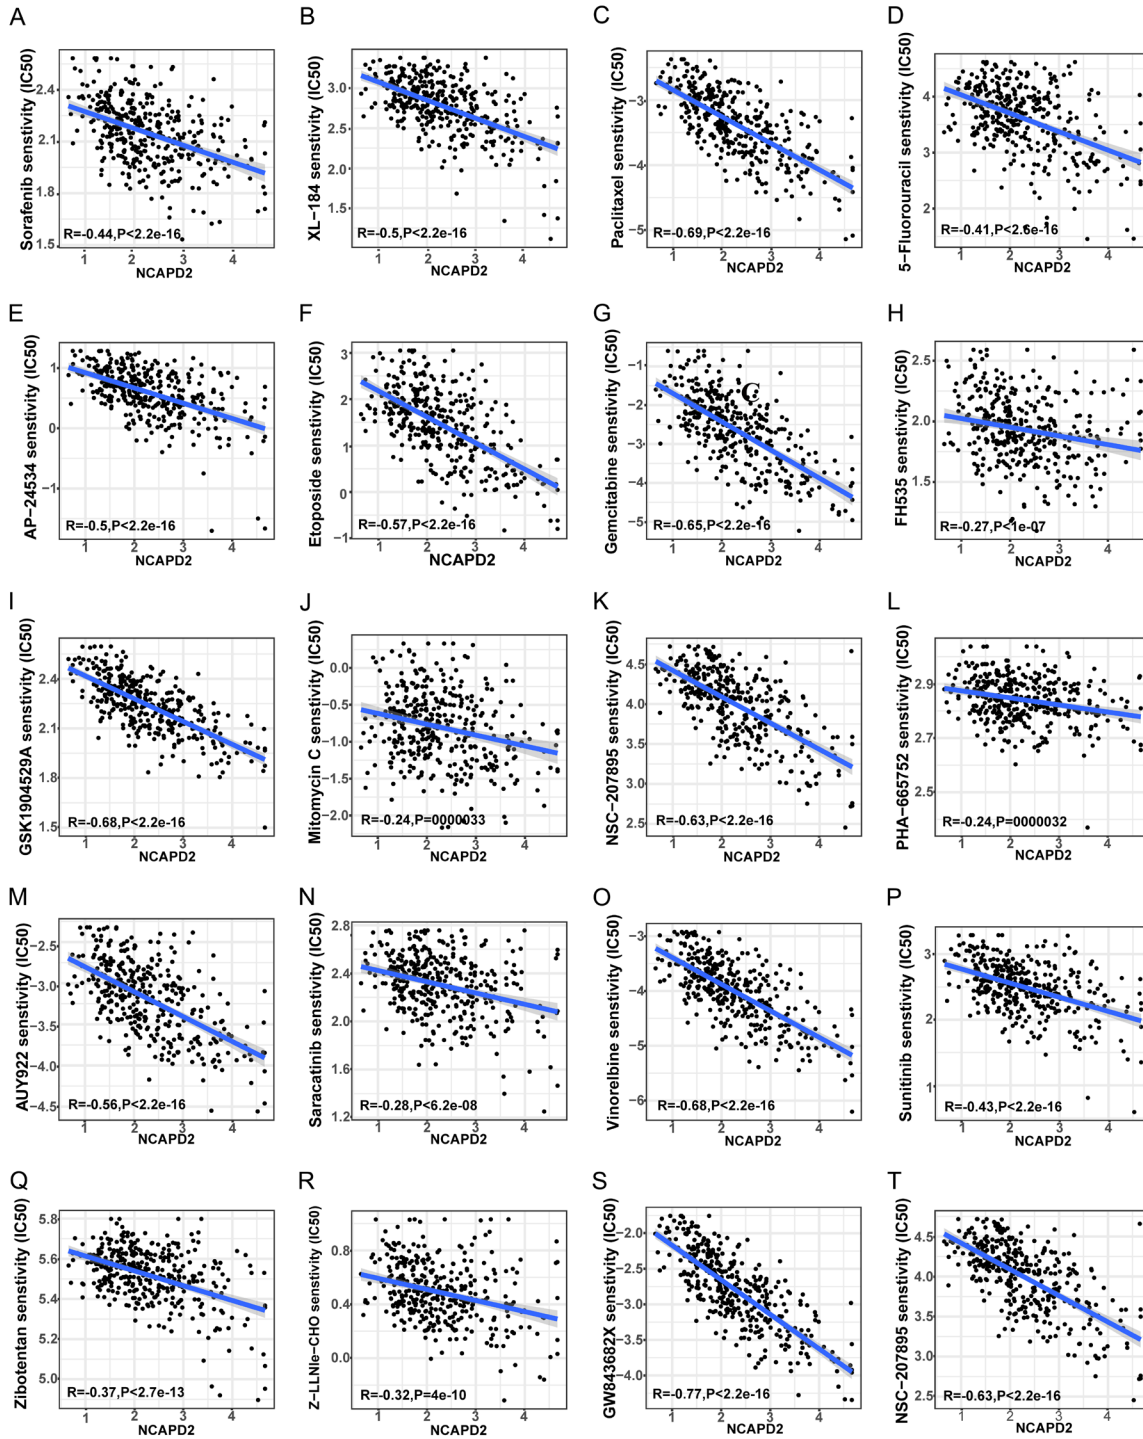 A
Sorafenib senstivity (IC50)
2.4
2.1
1.8
1.5
R=-0.44,P<2.2e-16
1 2 3 4
NCAPD2
B
XL-184 senstivity (IC50)
3.0
2.5
2.0
1.5
R=-0.5,P<2.2e-16
1 2 3 4
NCAPD2
C
Paclitaxel senstivity (IC50)
-3
-4
-5
R=-0.69,P<2.2e-16
1 2 3 4
NCAPD2
D
5-Fluorouracil senstivity (IC50)
4
3
2
R=-0.41,P<2.6e-16
1 2 3 4
NCAPD2
E
AP-24534 senstivity (IC50)
1
0
-1
R=-0.5,P<2.2e-16
1 2 3 4
NCAPD2
F
Etoposide senstivity (IC50)
3
2
1
0
-1
R=-0.57,P<2.2e-16
1 2 3 4
NCAPD2
G
Gemcitabine senstivity (IC50)
-1
-2
-3
-4
-5
C
R=-0.65,P<2.2e-16
1 2 3 4
NCAPD2
H
FH535 senstivity (IC50)
2.5
2.0
1.5
R=-0.27,P<1e-07
1 2 3 4
NCAPD2
I
GSK1904529A senstivity (IC50)
2.4
2.1
1.8
1.5
R=-0.68,P<2.2e-16
1 2 3 4
NCAPD2
J
Mitomycin C senstivity (IC50)
0.0
-0.5
-1.0
-1.5
-2.0
R=-0.24,P=0000033
1 2 3 4
NCAPD2
K
NSC-207895 senstivity (IC50)
4.5
4.0
3.5
3.0
2.5
R=-0.63,P<2.2e-16
1 2 3 4
NCAPD2
L
PHA-665752 senstivity (IC50)
2.9
2.7
2.5
R=-0.24,P=0000032
1 2 3 4
NCAPD2
M
AUY922 senstivity (IC50)
-2.5
-3.0
-3.5
-4.0
-4.5
R=-0.56,P<2.2e-16
1 2 3 4
NCAPD2
N
Saracatinib senstivity (IC50)
2.8
2.4
2.0
1.6
1.2
R=-0.28,P<6.2e-08
1 2 3 4
NCAPD2
O
Vinorelbine senstivity (IC50)
-3
-4
-5
-6
R=-0.68,P<2.2e-16
1 2 3 4
NCAPD2
P
Sunitinib senstivity (IC50)
3
2
1
R=-0.43,P<2.2e-16
1 2 3 4
NCAPD2
Q
Zibotentan senstivity (IC50)
5.8
5.6
5.4
5.2
5.0
R=-0.37,P<2.7e-13
1 2 3 4
NCAPD2
R
Z-LLNle-CHO senstivity (IC50)
0.8
0.4
0.0
R=-0.32,P=4e-10
1 2 3 4
NCAPD2
S
GW843682X senstivity (IC50)
-2.0
-2.5
-3.0
-3.5
-4.0
R=-0.77,P<2.2e-16
1 2 3 4
NCAPD2
T
NSC-207895 senstivity (IC50)
4.5
4.0
3.5
3.0
2.5
R=-0.63,P<2.2e-16
1 2 3 4
NCAPD2